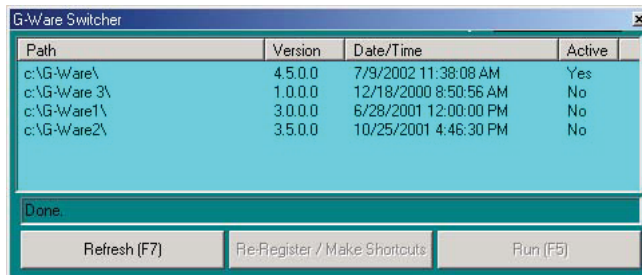 G-Ware Switcher
Path Version Date/Time Active
c:\G-Ware\ 4.5.0.0 7/9/2002 11:38:08 AM Yes
c:\G-Ware 3\ 1.0.0.0 12/18/2000 8:50:56 AM No
c:\G-Ware1\ 3.0.0.0 6/28/2001 12:00:00 PM No
c:\G-Ware2\ 3.5.0.0 10/25/2001 4:46:30 PM No
Done.
Refresh (F7) Re-Register / Make Shortcuts Run (F5)